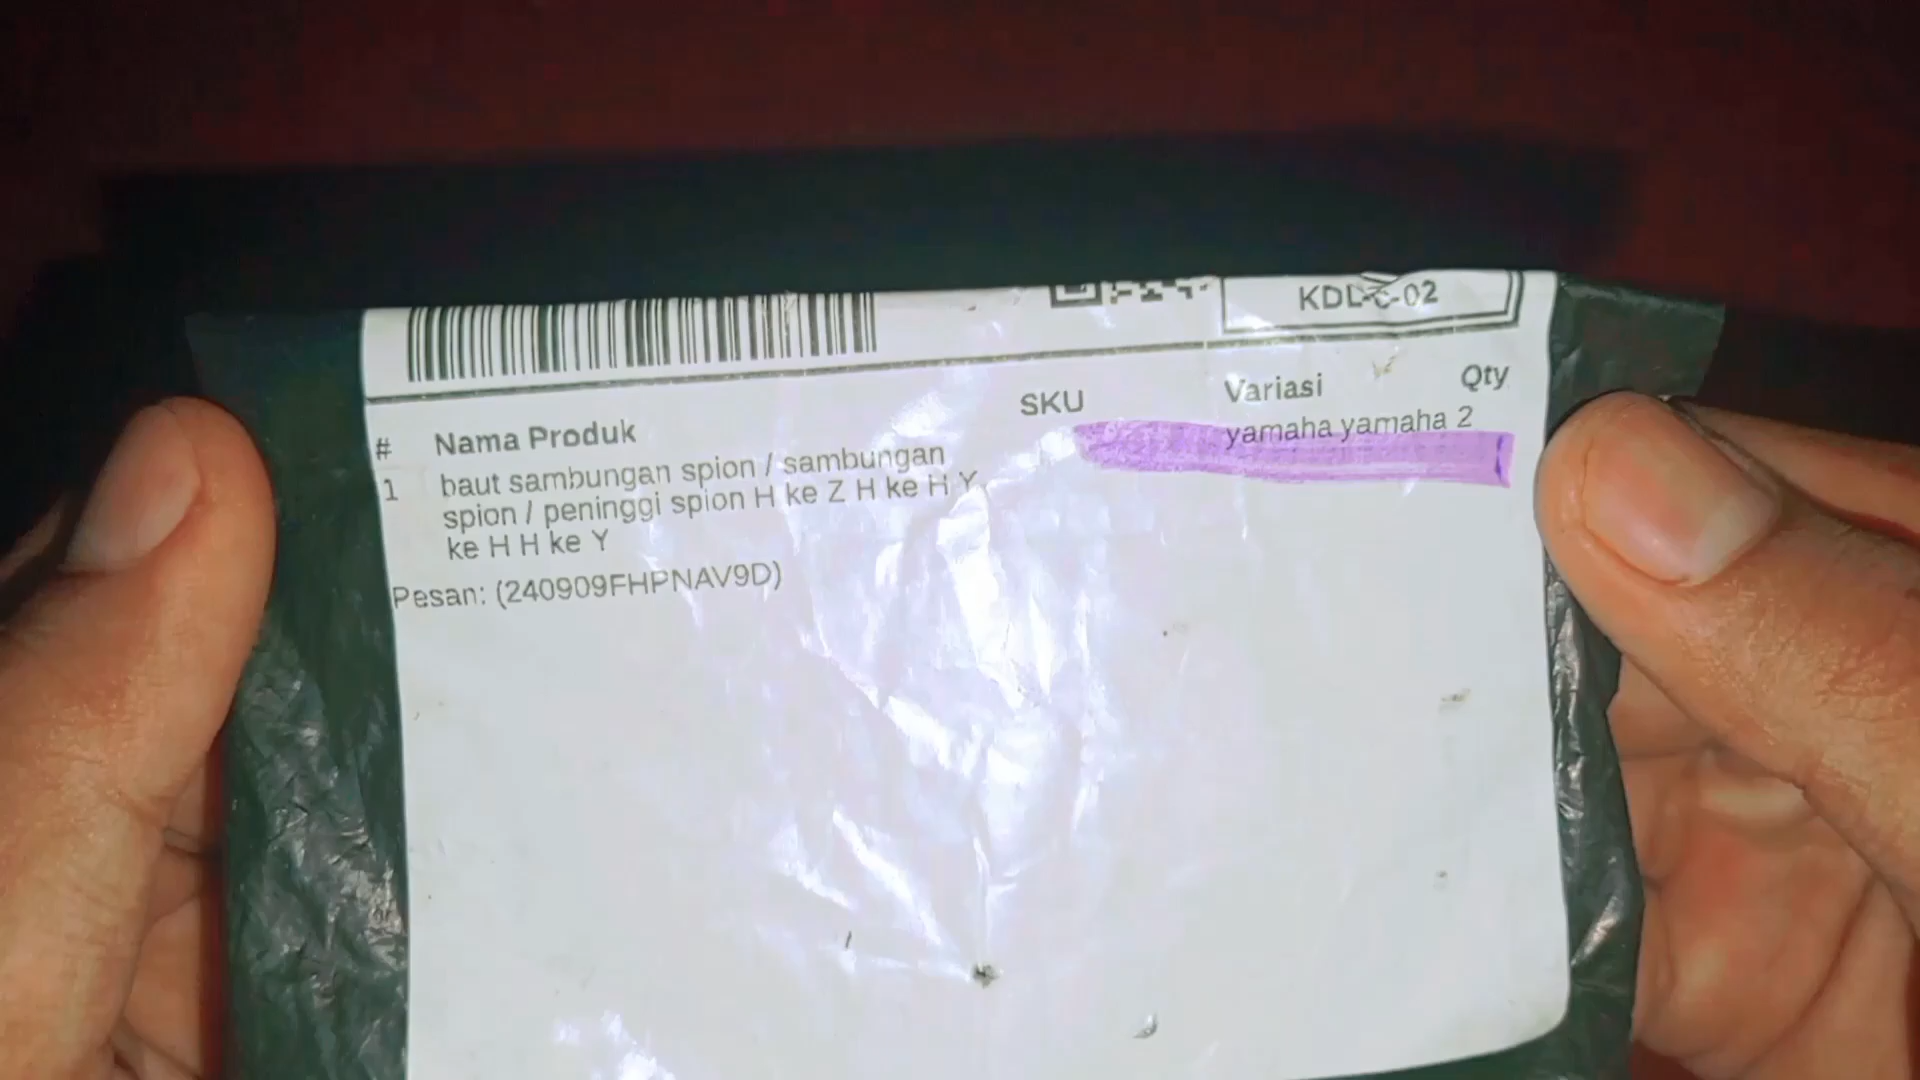 KDL-C-02
# Nama Produk SKU Variasi Qty
1 baut sambungan spion / sambungan yamaha yamaha 2
spion / peninggi spion H ke Z H ke H Y
ke H H ke Y
Pesan: (240909FHPNAV9D)